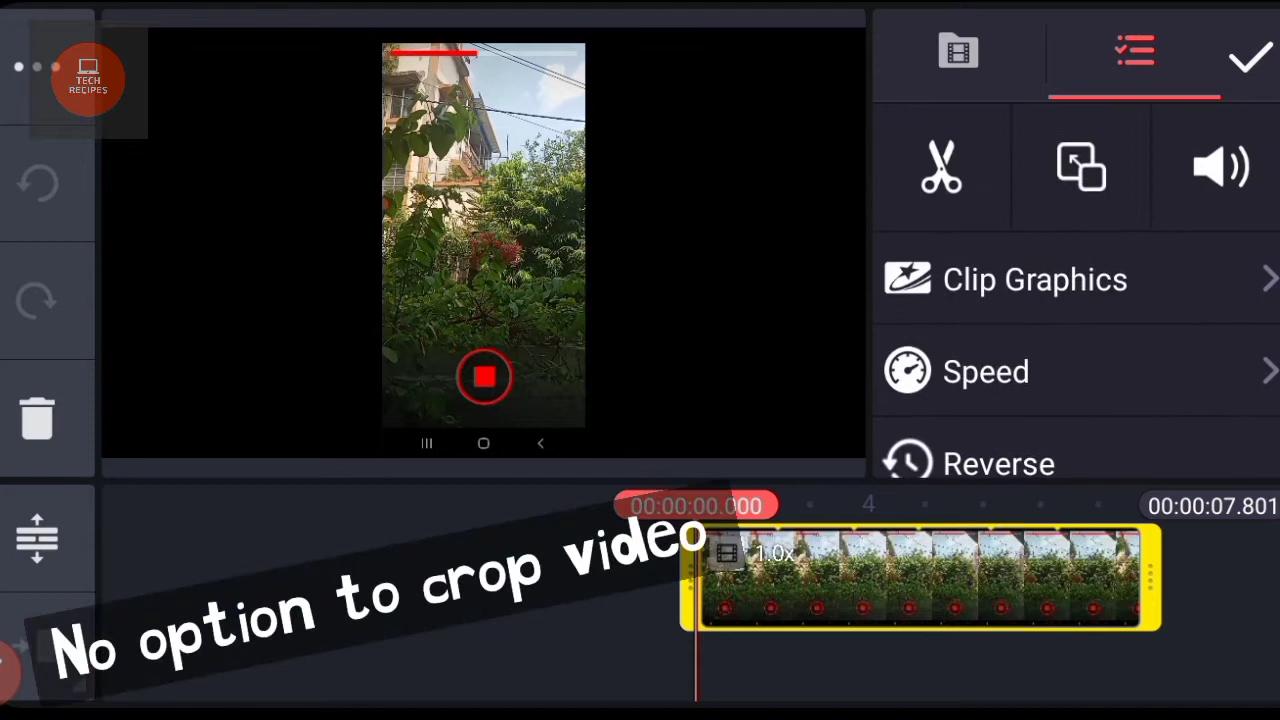 TECH
RECIPES
Clip Graphics
Speed
Reverse
00:00:00.000
4
00:00:07.801
1.0x
No option to crop video